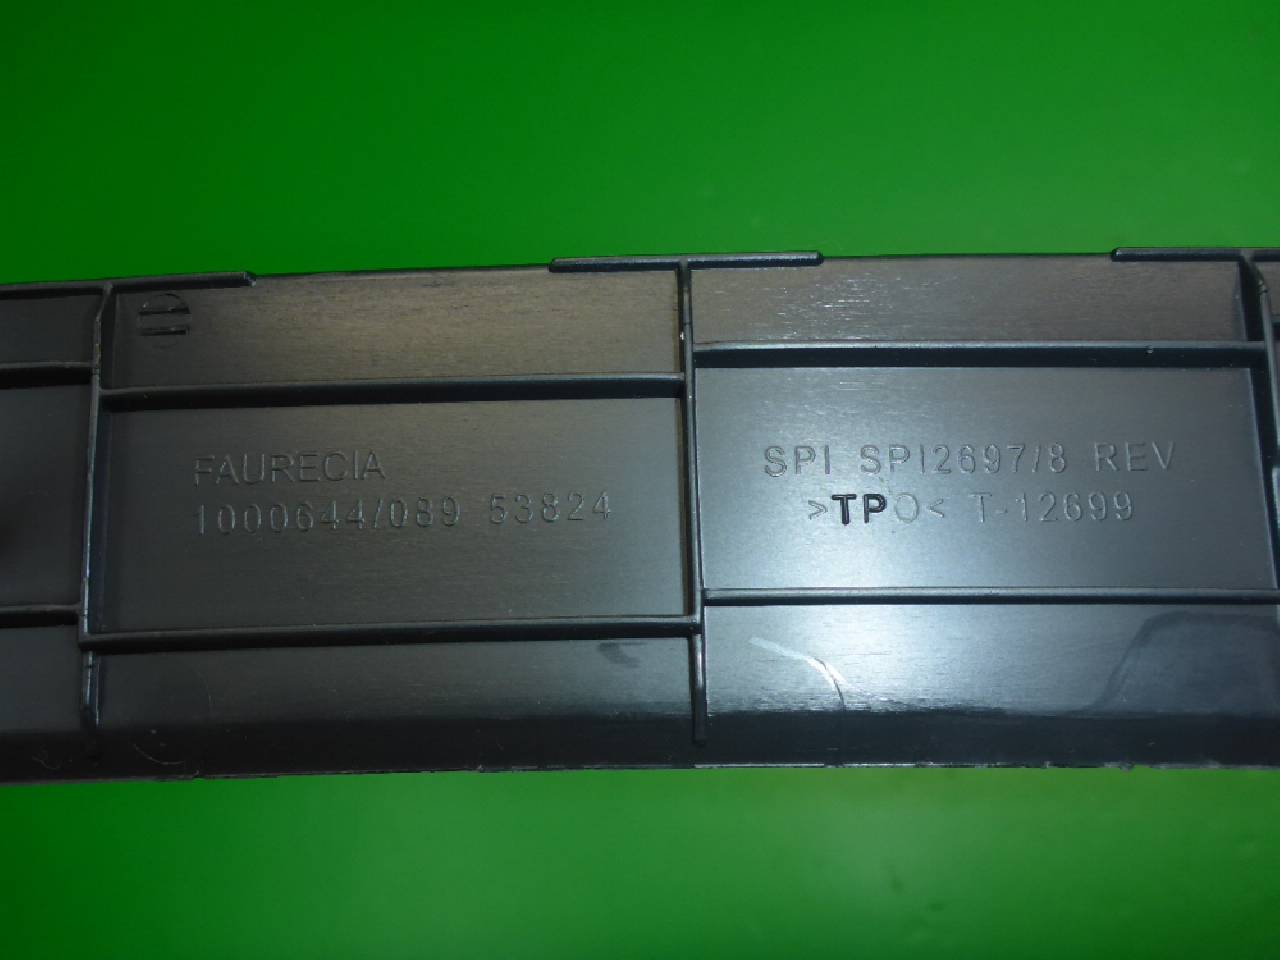 FAURECIA
1000644/089 53824
SPI SPI2697/8 REV
>TPO< T-12699